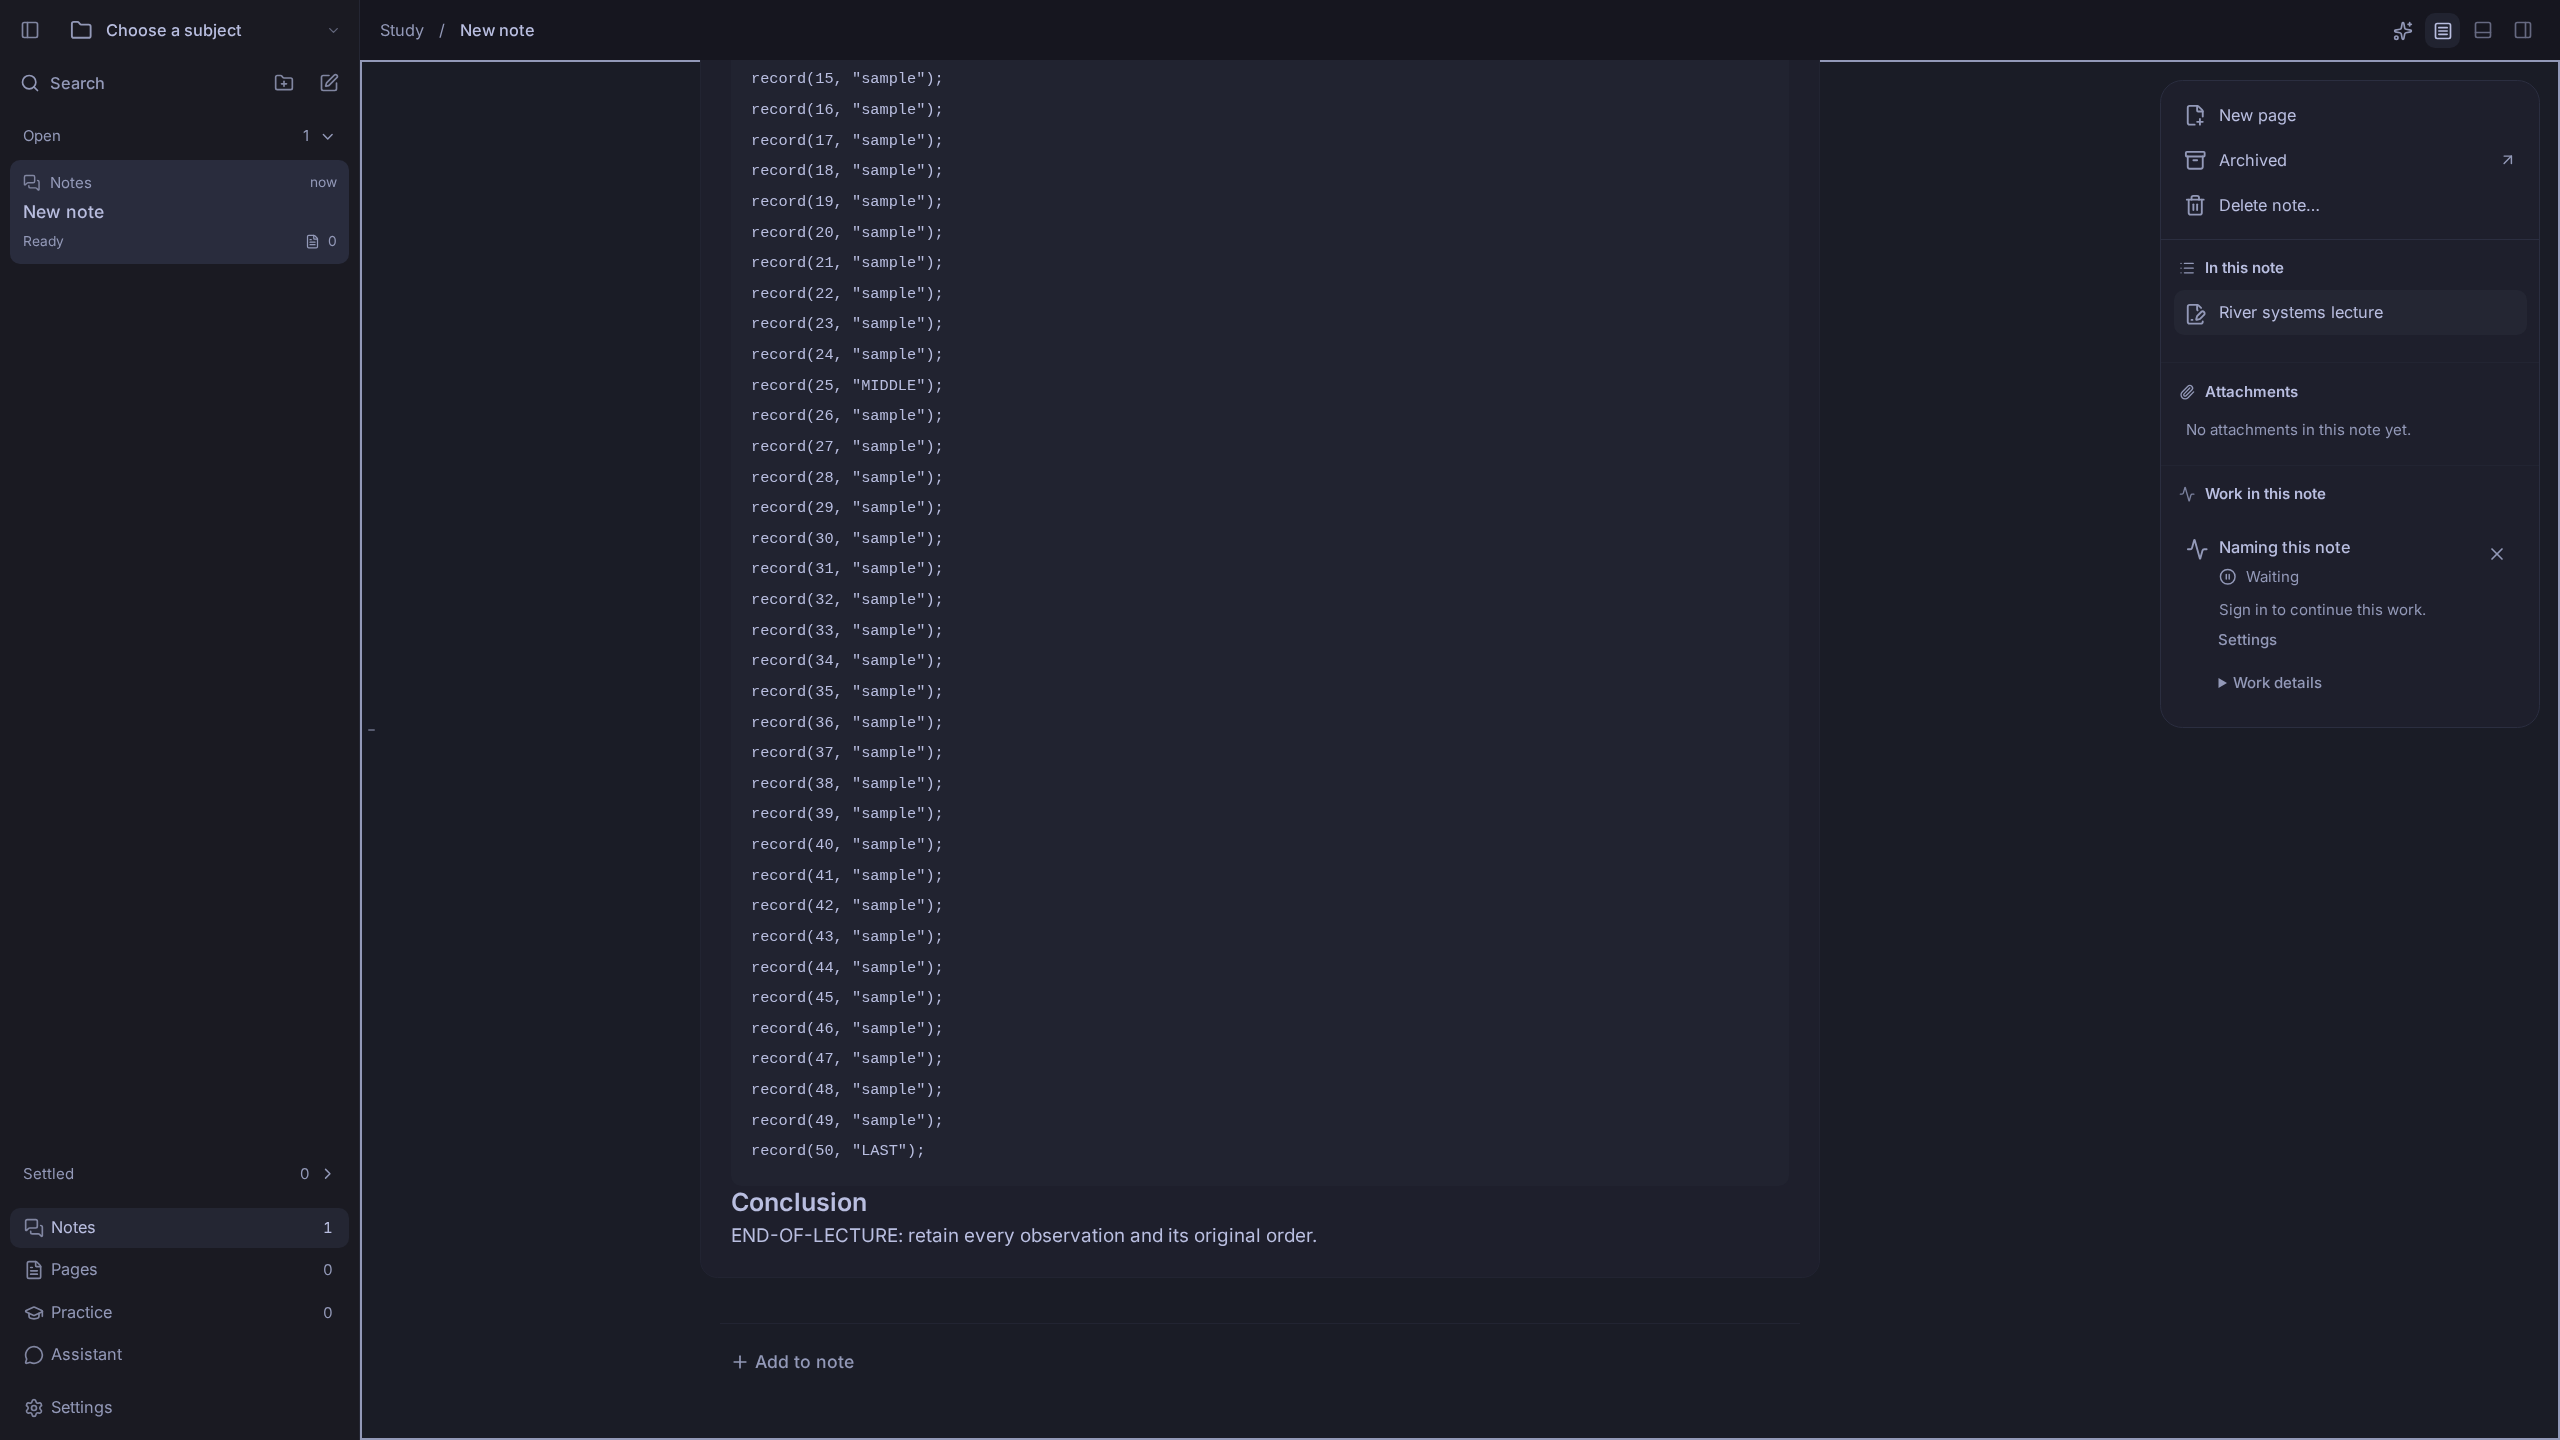 Choose a subject
Search
Open 1
Notes now
New note
Ready 0
Settled 0
Notes 1
Pages 0
Practice 0
Assistant
Settings
Study / New note
record(15, "sample");
record(16, "sample");
record(17, "sample");
record(18, "sample");
record(19, "sample");
record(20, "sample");
record(21, "sample");
record(22, "sample");
record(23, "sample");
record(24, "sample");
record(25, "MIDDLE");
record(26, "sample");
record(27, "sample");
record(28, "sample");
record(29, "sample");
record(30, "sample");
record(31, "sample");
record(32, "sample");
record(33, "sample");
record(34, "sample");
record(35, "sample");
record(36, "sample");
record(37, "sample");
record(38, "sample");
record(39, "sample");
record(40, "sample");
record(41, "sample");
record(42, "sample");
record(43, "sample");
record(44, "sample");
record(45, "sample");
record(46, "sample");
record(47, "sample");
record(48, "sample");
record(49, "sample");
record(50, "LAST");
Conclusion
END-OF-LECTURE: retain every observation and its original order.
Add to note
New page
Archived
Delete note...
In this note
River systems lecture
Attachments
No attachments in this note yet.
Work in this note
Naming this note
Waiting
Sign in to continue this work.
Settings
Work details